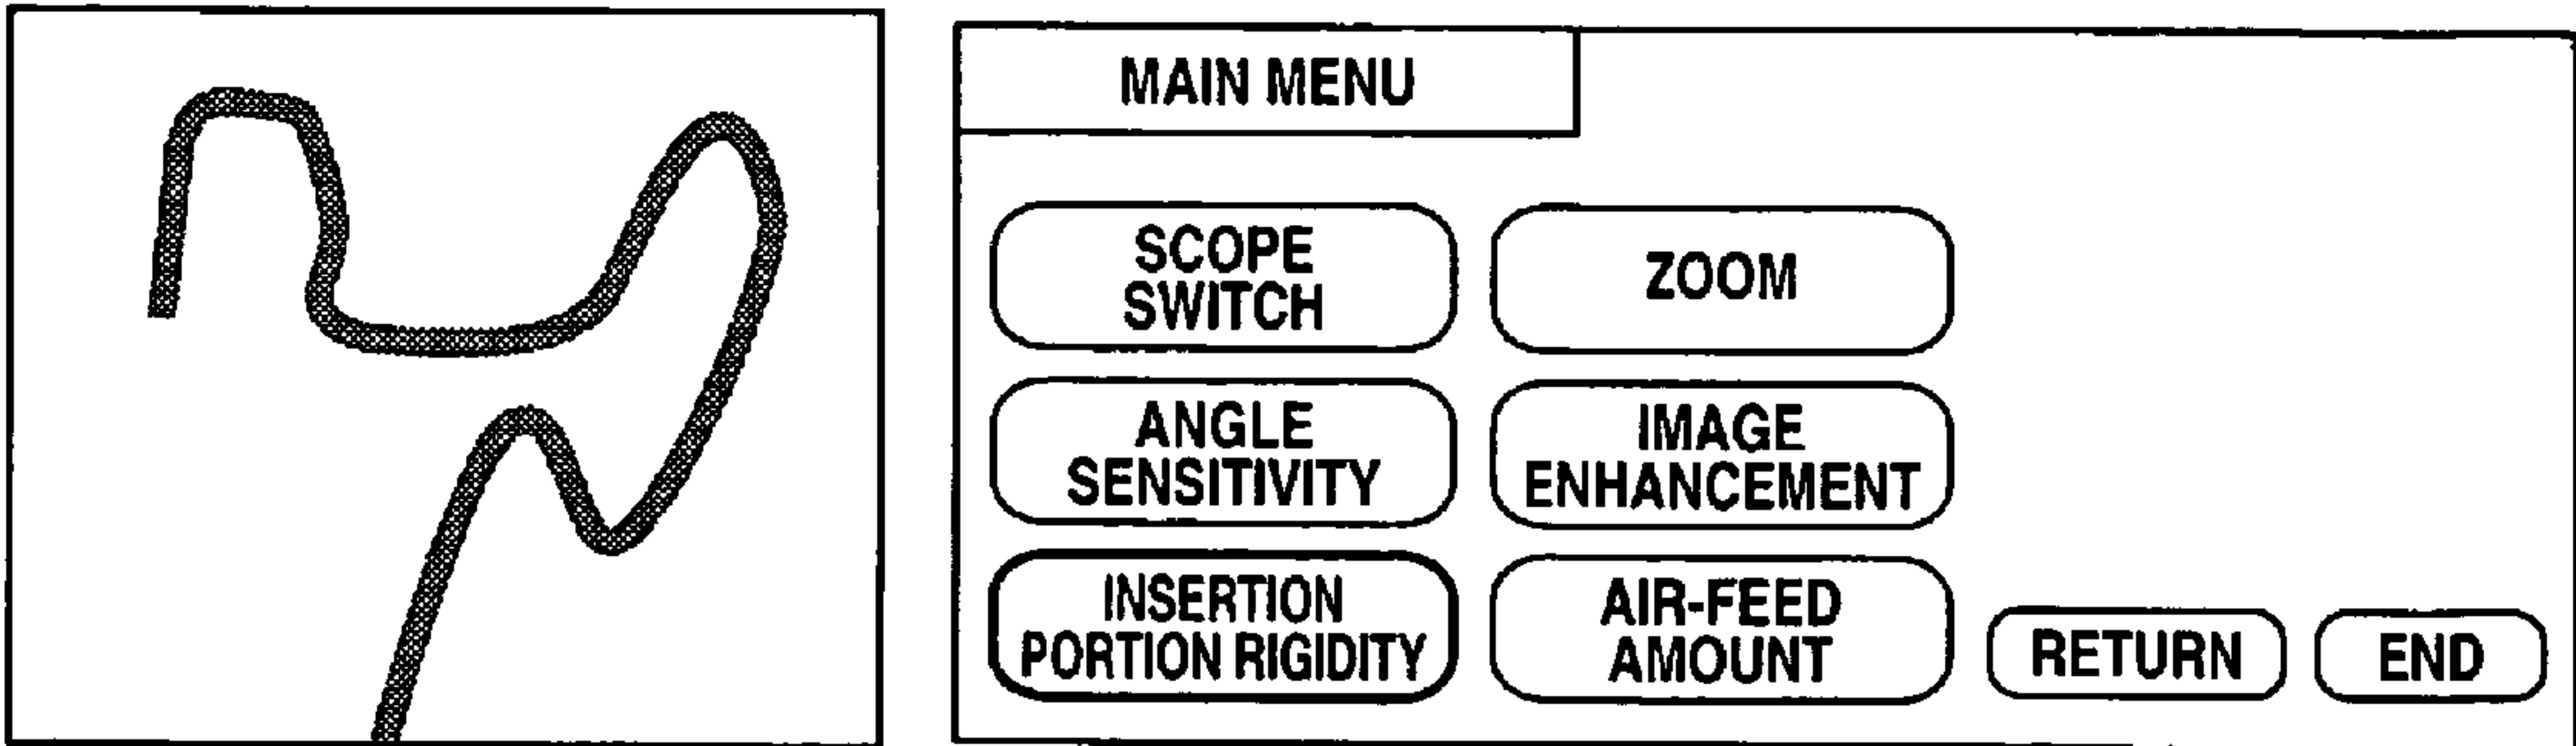 MAIN MENU
SCOPE
SWITCH
ZOOM
ANGLE
SENSITIVITY
IMAGE
ENHANCEMENT
INSERTION
PORTION RIGIDITY
AIR-FEED
AMOUNT
RETURN
END